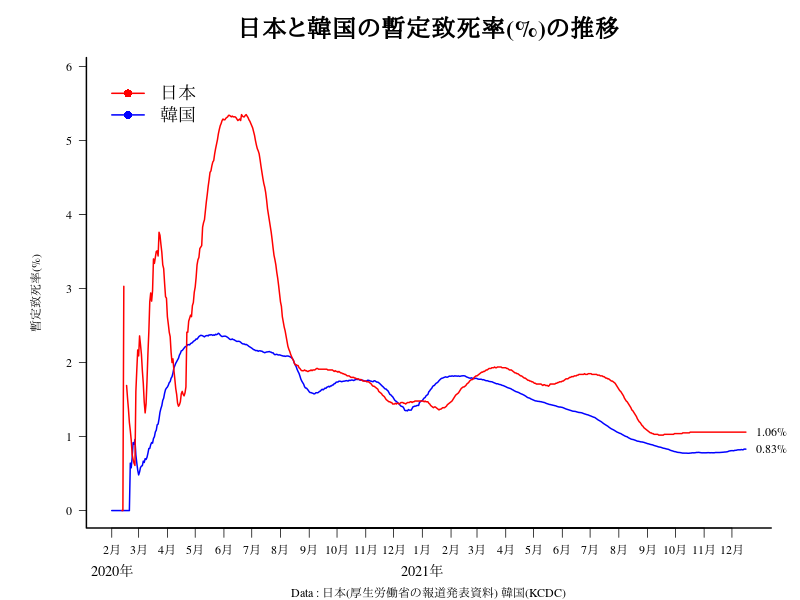 日本と韓国の暫定致死率(%)の推移
6
日本
韓国
5
4
3
2
1
0
暫定致死率(%)
1.06%
0.83%
2月 3月 4月 5月 6月 7月 8月 9月 10月 11月 12月 1月 2月 3月 4月 5月 6月 7月 8月 9月 10月 11月 12月
2020年 2021年
Data : 日本(厚生労働省の報道発表資料) 韓国(KCDC)